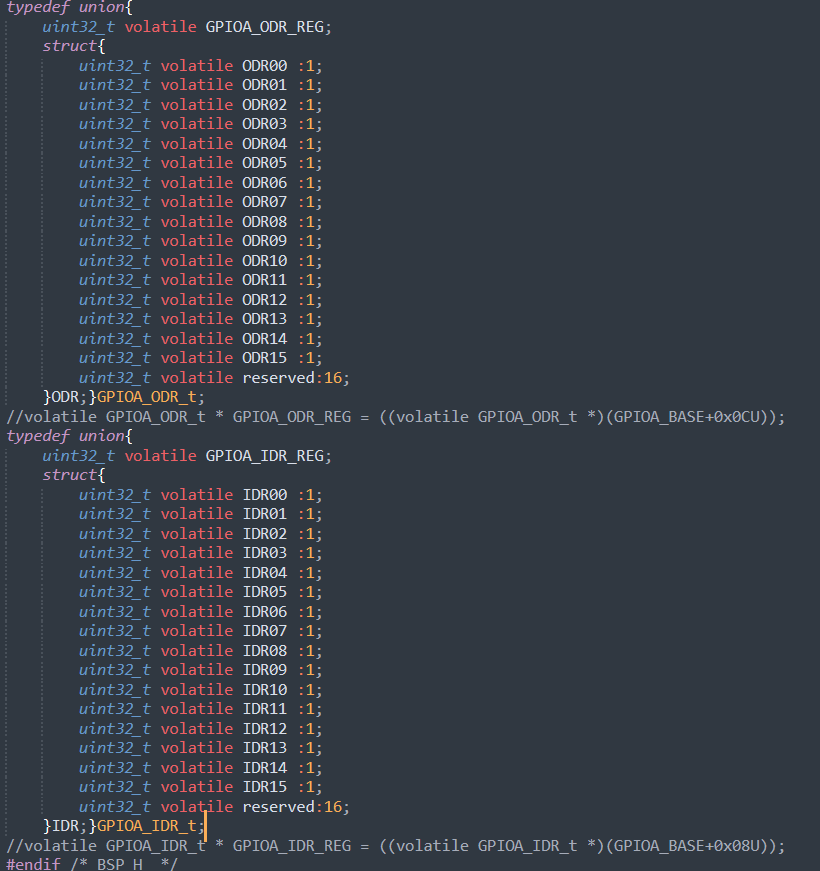 typedef union{
uint32_t volatile GPIOA_ODR_REG;
struct{
uint32_t volatile ODR00 :1;
uint32_t volatile ODR01 :1;
uint32_t volatile ODR02 :1;
uint32_t volatile ODR03 :1;
uint32_t volatile ODR04 :1;
uint32_t volatile ODR05 :1;
uint32_t volatile ODR06 :1;
uint32_t volatile ODR07 :1;
uint32_t volatile ODR08 :1;
uint32_t volatile ODR09 :1;
uint32_t volatile ODR10 :1;
uint32_t volatile ODR11 :1;
uint32_t volatile ODR12 :1;
uint32_t volatile ODR13 :1;
uint32_t volatile ODR14 :1;
uint32_t volatile ODR15 :1;
uint32_t volatile reserved:16;
}ODR;}GPIOA_ODR_t;
//volatile GPIOA_ODR_t * GPIOA_ODR_REG = ((volatile GPIOA_ODR_t *)(GPIOA_BASE+0x0CU));
typedef union{
uint32_t volatile GPIOA_IDR_REG;
struct{
uint32_t volatile IDR00 :1;
uint32_t volatile IDR01 :1;
uint32_t volatile IDR02 :1;
uint32_t volatile IDR03 :1;
uint32_t volatile IDR04 :1;
uint32_t volatile IDR05 :1;
uint32_t volatile IDR06 :1;
uint32_t volatile IDR07 :1;
uint32_t volatile IDR08 :1;
uint32_t volatile IDR09 :1;
uint32_t volatile IDR10 :1;
uint32_t volatile IDR11 :1;
uint32_t volatile IDR12 :1;
uint32_t volatile IDR13 :1;
uint32_t volatile IDR14 :1;
uint32_t volatile IDR15 :1;
uint32_t volatile reserved:16;
}IDR;}GPIOA_IDR_t;
//volatile GPIOA_IDR_t * GPIOA_IDR_REG = ((volatile GPIOA_IDR_t *)(GPIOA_BASE+0x08U));
#endif /* BSP_H_ */